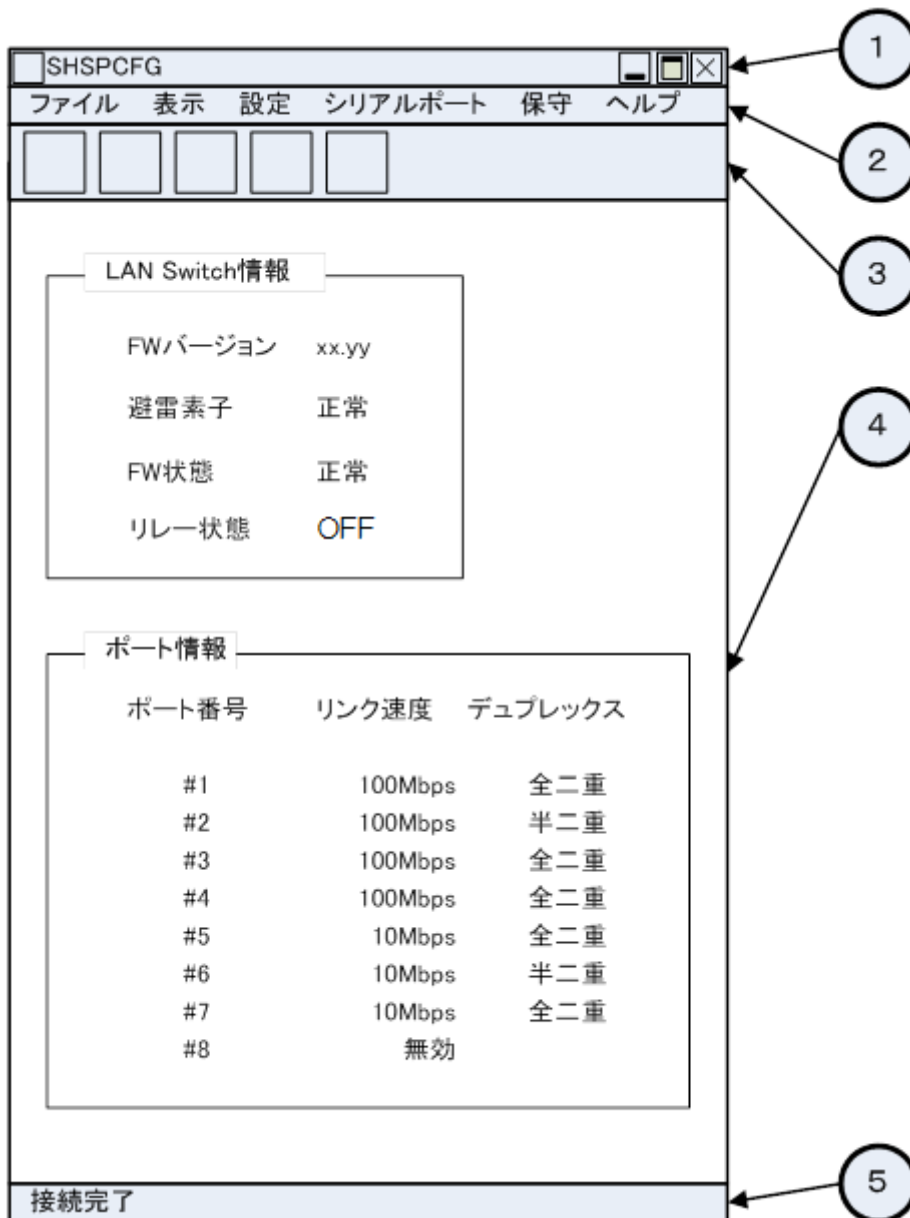 SHSPCFG
ファイル 表示 設定 シリアルポート 保守 ヘルプ
LAN Switch情報
FWバージョン xx.yy
避雷素子 正常
FW状態 正常
リレー状態 OFF
ポート情報
ポート番号 リンク速度 デュプレックス
#1 100Mbps 全二重
#2 100Mbps 半二重
#3 100Mbps 全二重
#4 100Mbps 全二重
#5 10Mbps 全二重
#6 10Mbps 半二重
#7 10Mbps 全二重
#8 無効
接続完了
1
2
3
4
5